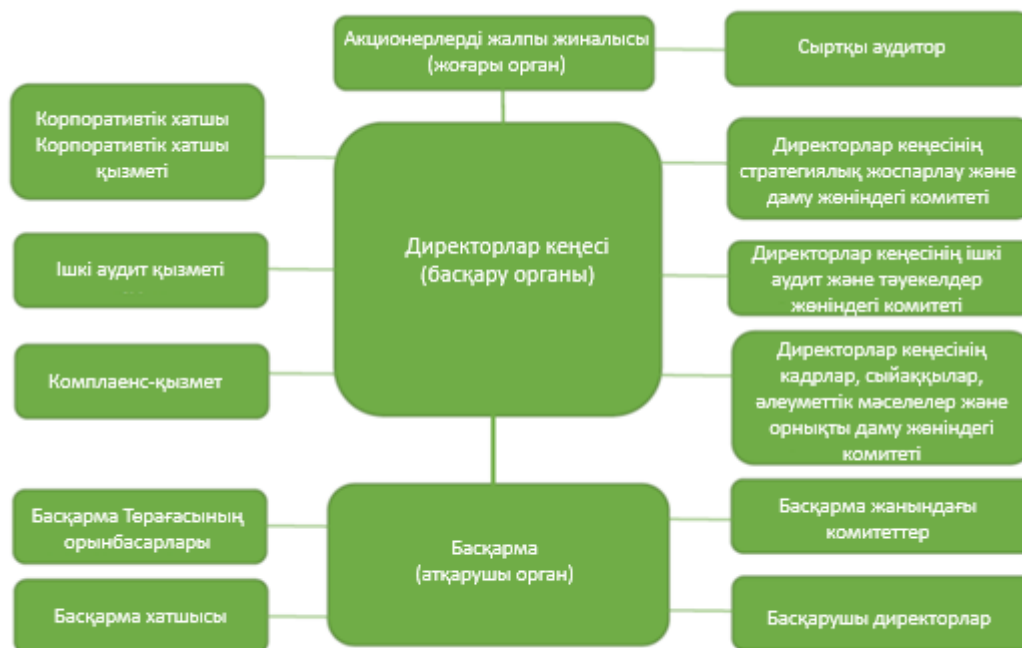 Акционерлерді жалпы жиналысы
(жоғары орган)
Сыртқы аудитор
Корпоративтік хатшы
Корпоративтік хатшы
қызметі
Директорлар кеңесінің
стратегиялық жоспарлау және
даму жөніндегі комитеті
Директорлар кеңесі
(басқару органы)
Ішкі аудит қызметі
Директорлар кеңесінің ішкі
аудит және тәуекелдер
жөніндегі комитеті
Комплаенс-қызмет
Директорлар кеңесінің
кадрлар, сыйаққылар,
әлеуметтік мәселелер және
орнықты даму жөніндегі
комитеті
Басқарма Төрағасының
орынбасарлары
Басқарма
(атқарушы орган)
Басқарма жанындағы
комитеттер
Басқарма хатшысы
Басқарушы директорлар